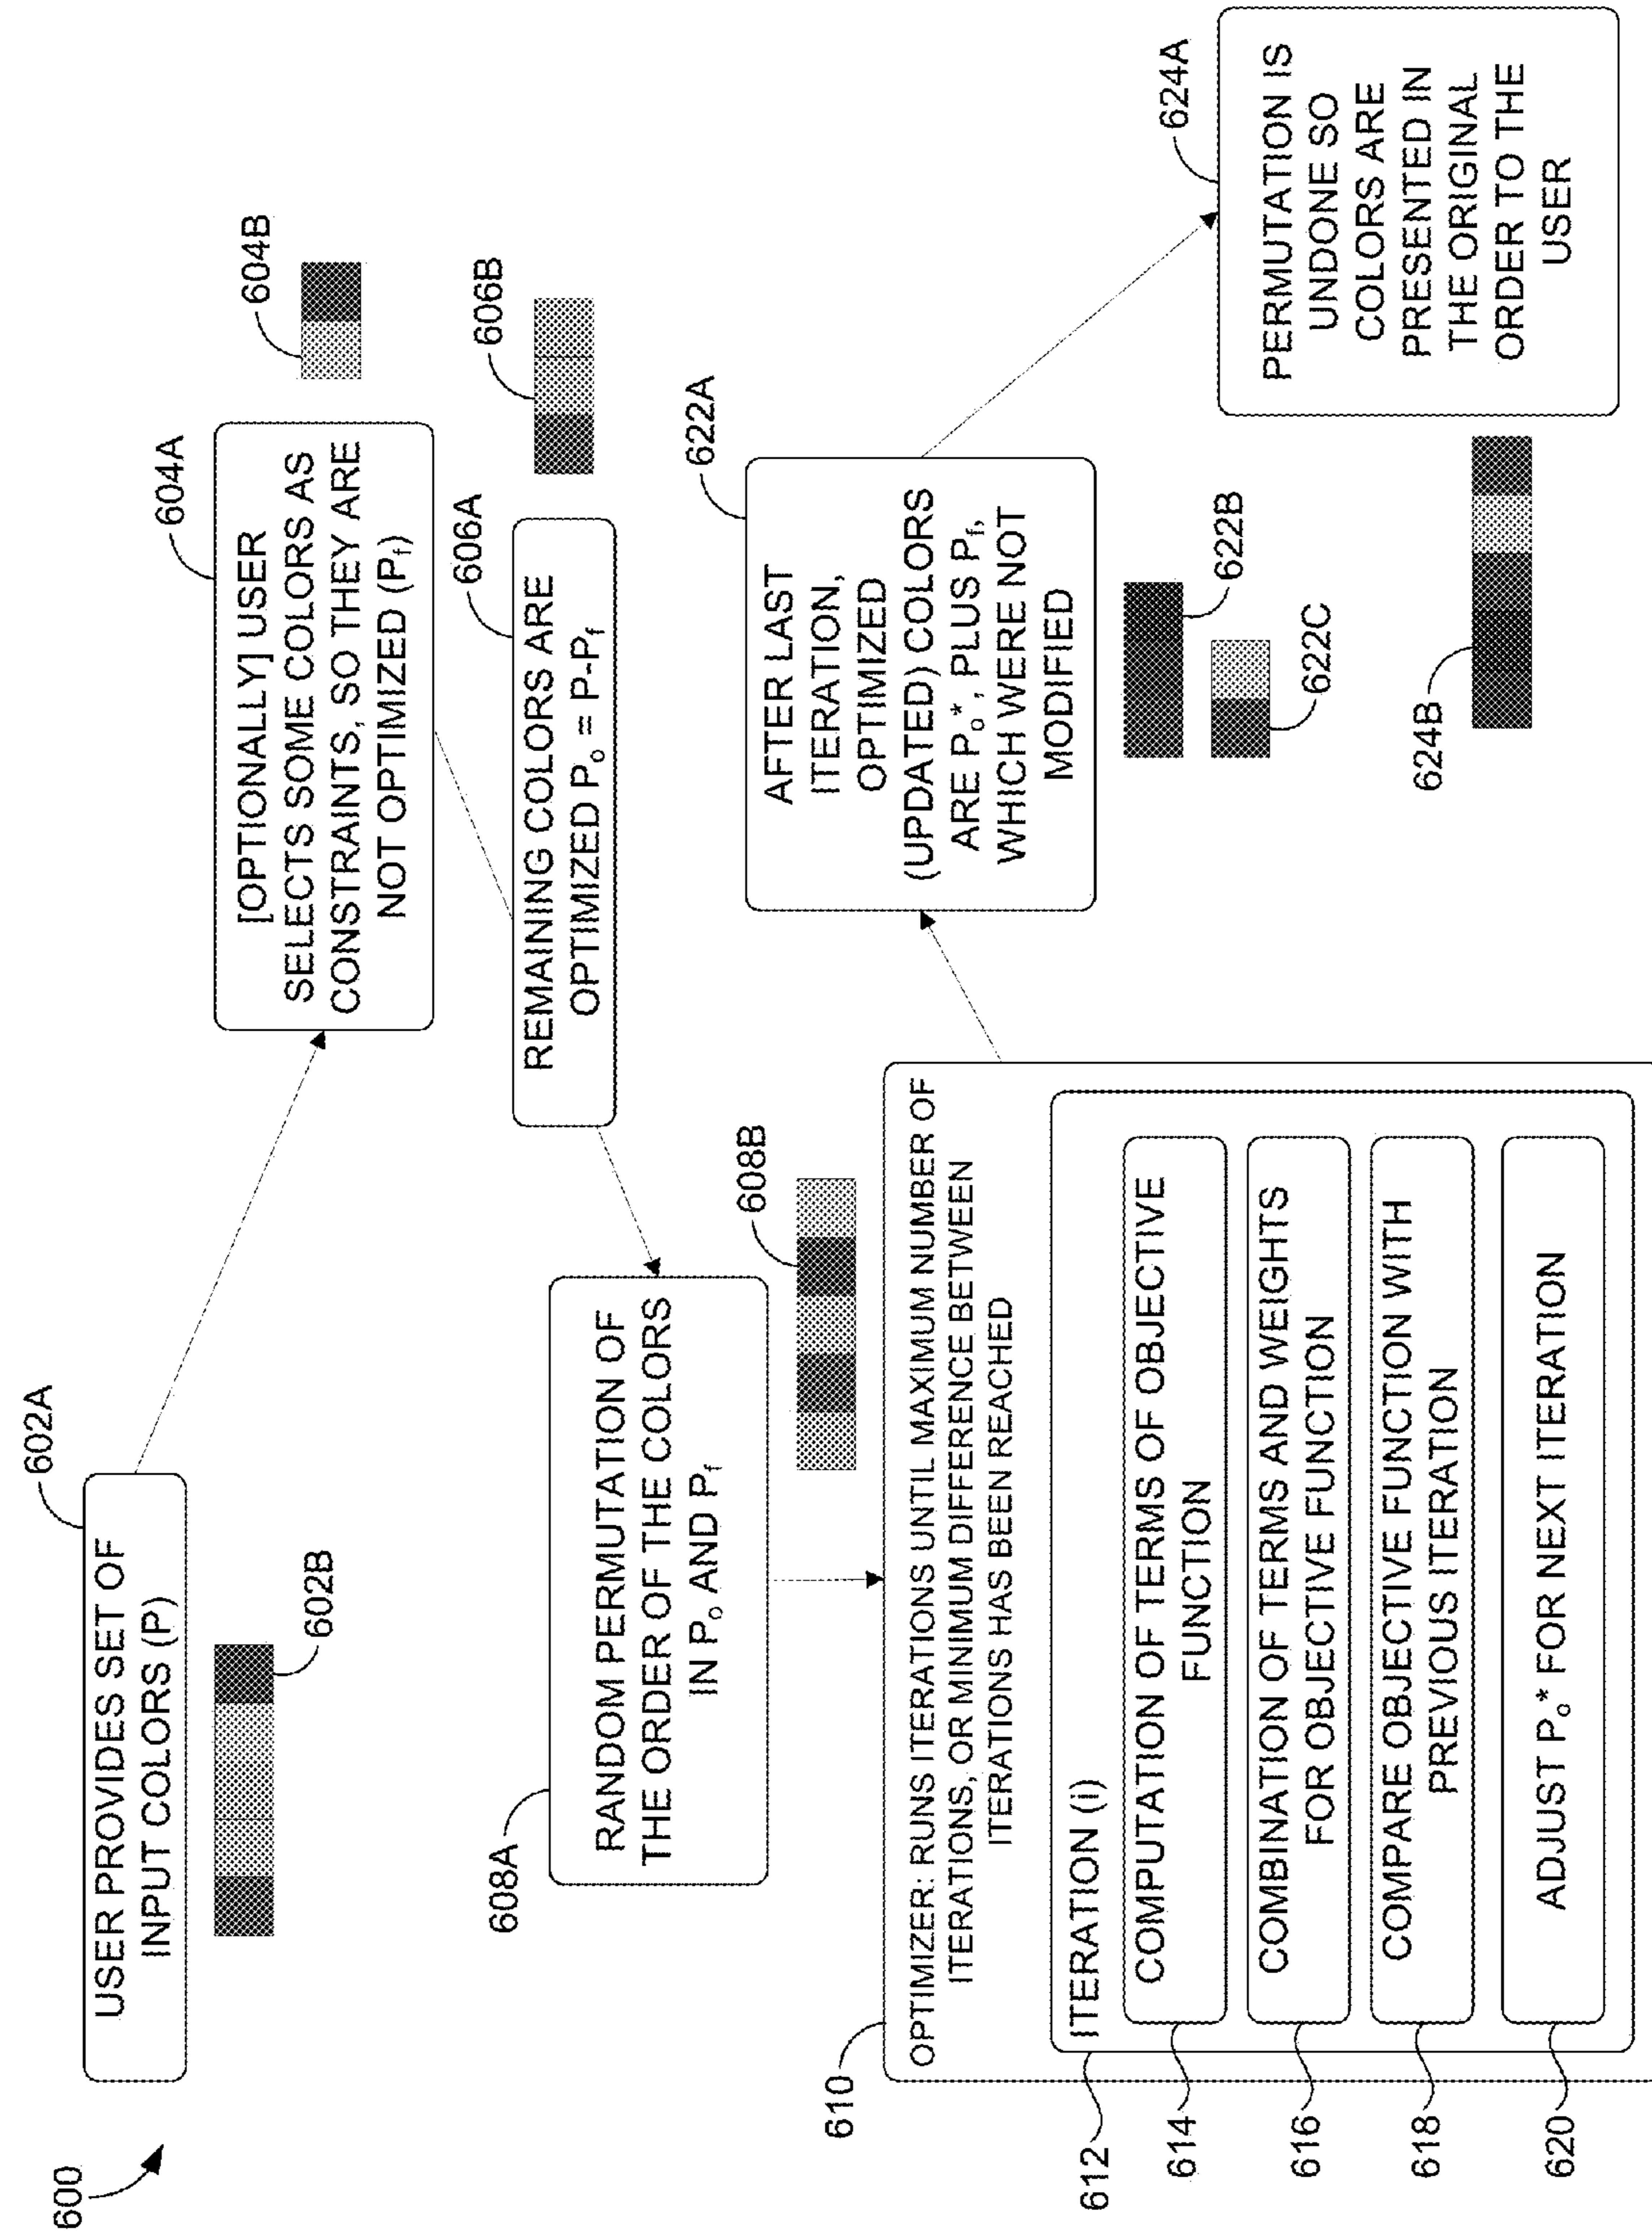 600
602A
USER PROVIDES SET OF
INPUT COLORS (P)
602B
604A
[OPTIONALLY] USER
SELECTS SOME COLORS AS
CONSTRAINTS, SO THEY ARE
NOT OPTIMIZED (Pf)
604B
606A
REMAINING COLORS ARE
OPTIMIZED Po = P-Pf
606B
608A
RANDOM PERMUTATION OF
THE ORDER OF THE COLORS
IN Po AND Pf
608B
610
OPTIMIZER: RUNS ITERATIONS UNTIL MAXIMUM NUMBER OF
ITERATIONS, OR MINIMUM DIFFERENCE BETWEEN
ITERATIONS HAS BEEN REACHED
612
ITERATION (i)
614
COMPUTATION OF TERMS OF OBJECTIVE
FUNCTION
616
COMBINATION OF TERMS AND WEIGHTS
FOR OBJECTIVE FUNCTION
618
COMPARE OBJECTIVE FUNCTION WITH
PREVIOUS ITERATION
620
ADJUST Po* FOR NEXT ITERATION
622A
AFTER LAST
ITERATION,
OPTIMIZED
(UPDATED) COLORS
ARE Po*, PLUS Pf,
WHICH WERE NOT
MODIFIED
622B
622C
624A
PERMUTATION IS
UNDONE SO
COLORS ARE
PRESENTED IN
THE ORIGINAL
ORDER TO THE
USER
624B